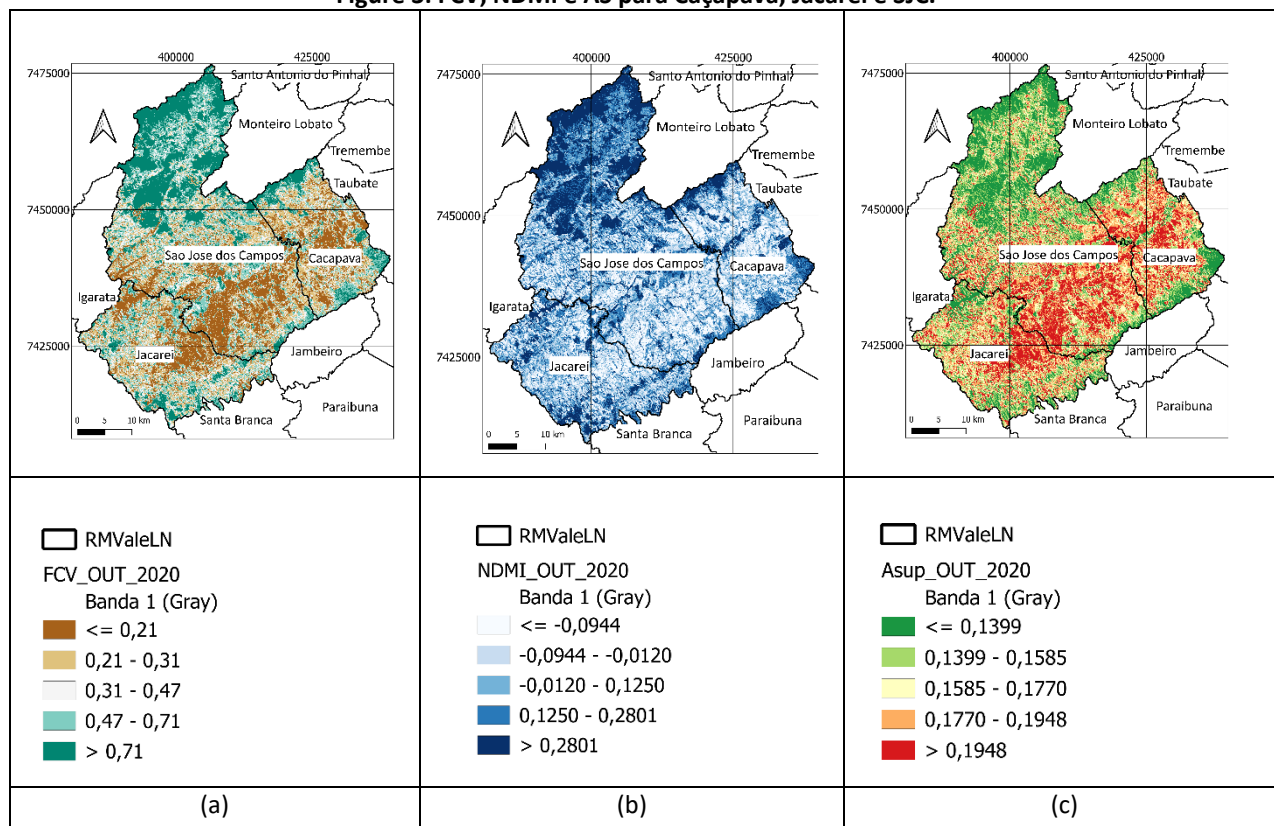 FCV, NDMI e AS para Caçapava, Jacareí e SJC.
400000 425000
7475000
Santo Antonio do Pinhal
Monteiro Lobato
Tremembe
Taubate
7450000
Sao Jose dos Campos
Cacapava
Igarata
7425000
Jacarei
Jambeiro
Paraibuna
Santa Branca
0 5 10 km
400000 425000
7475000
Santo Antonio do Pinhal
Monteiro Lobato
Tremembe
Taubate
7450000
Sao Jose dos Campos
Cacapava
Igarata
7425000
Jacarei
Jambeiro
Paraibuna
Santa Branca
0 5 10 km
400000 425000
7475000
Santo Antonio do Pinhal
Monteiro Lobato
Tremembe
Taubate
7450000
Sao Jose dos Campos
Cacapava
Igarata
7425000
Jacarei
Jambeiro
Paraibuna
Santa Branca
0 5 10 km
RMValeLN
FCV_OUT_2020
Banda 1 (Gray)
<= 0,21
0,21 - 0,31
0,31 - 0,47
0,47 - 0,71
> 0,71
RMValeLN
NDMI_OUT_2020
Banda 1 (Gray)
<= -0,0944
-0,0944 - -0,0120
-0,0120 - 0,1250
0,1250 - 0,2801
> 0,2801
RMValeLN
Asup_OUT_2020
Banda 1 (Gray)
<= 0,1399
0,1399 - 0,1585
0,1585 - 0,1770
0,1770 - 0,1948
> 0,1948
(a) (b) (c)